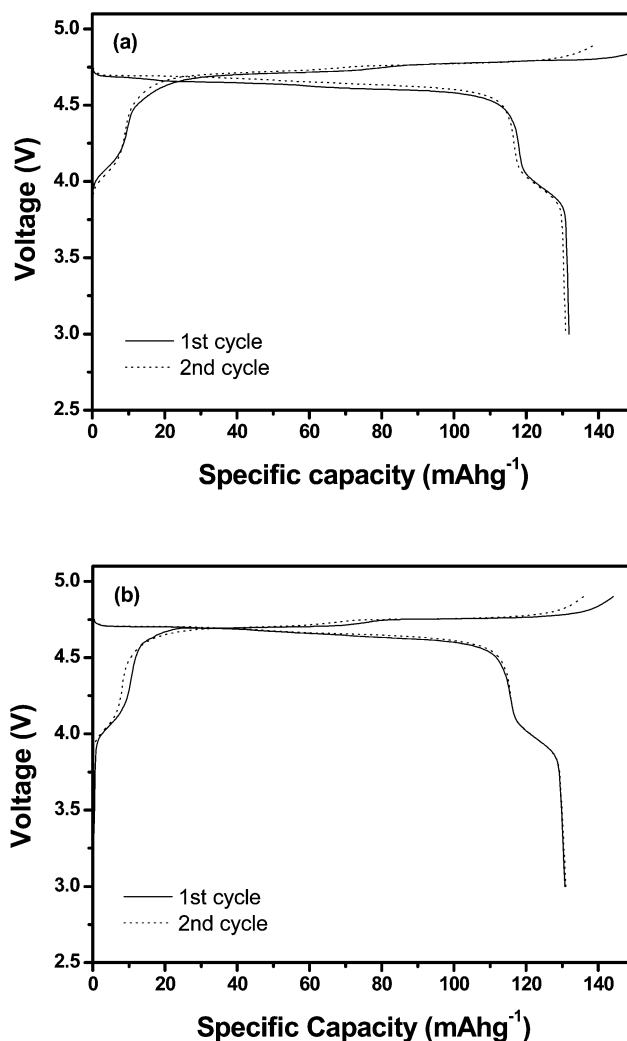 (a)
5.0
4.5
4.0
3.5
3.0
2.5
Voltage (V)
1st cycle
2nd cycle
0 20 40 60 80 100 120 140
Specific capacity (mAhg⁻¹)
(b)
5.0
4.5
4.0
3.5
3.0
2.5
Voltage (V)
1st cycle
2nd cycle
0 20 40 60 80 100 120 140
Specific Capacity (mAhg⁻¹)